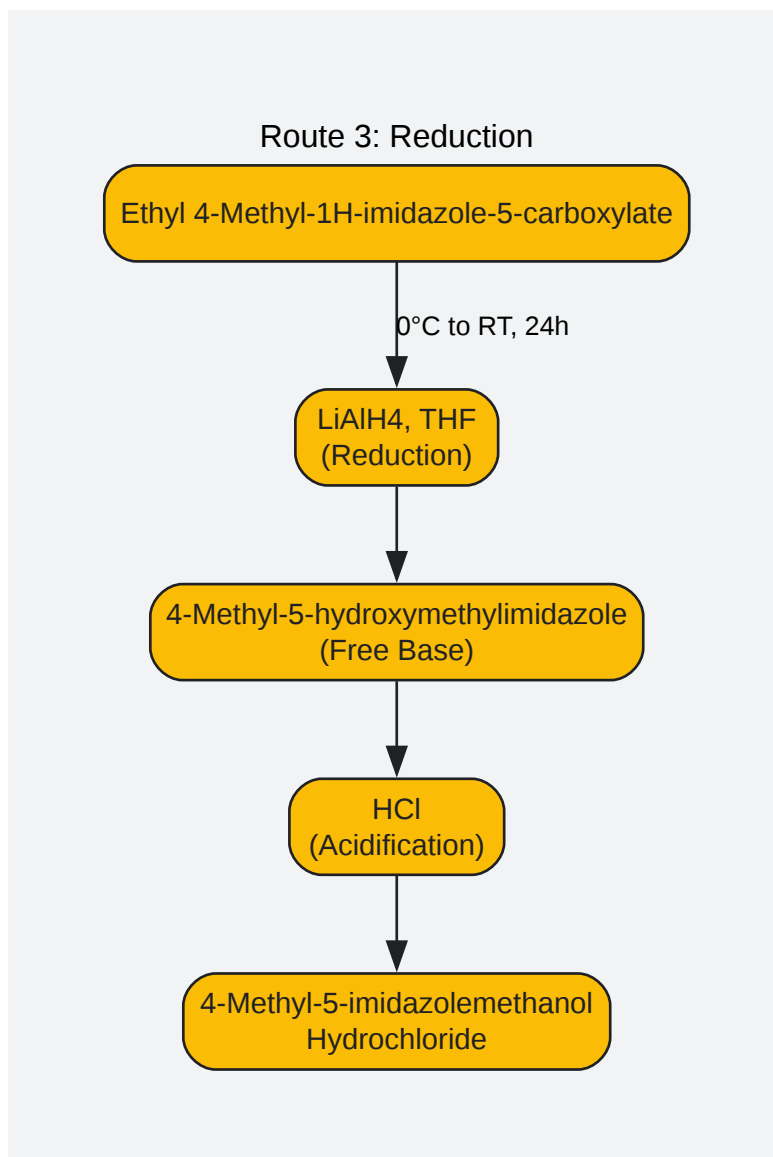 Route 3: Reduction
Ethyl 4-Methyl-1H-imidazole-5-carboxylate
0°C to RT, 24h
LiAlH4, THF
(Reduction)
4-Methyl-5-hydroxymethylimidazole
(Free Base)
HCl
(Acidification)
4-Methyl-5-imidazolemethanol
Hydrochloride